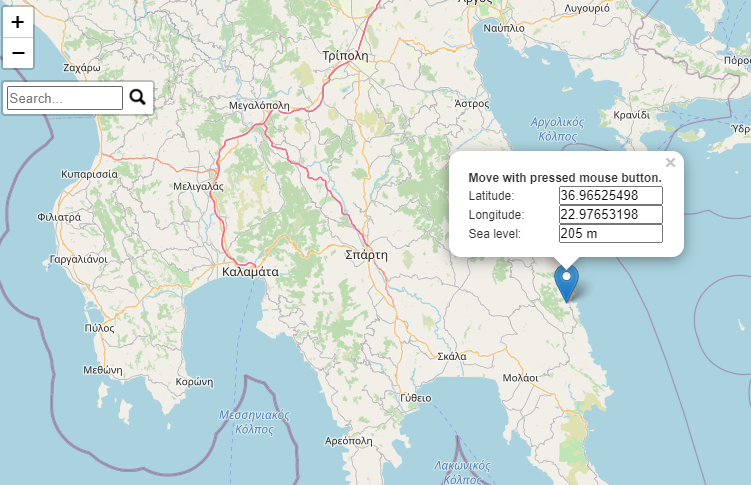 +
Άργος
Λυγουριό
Ναύπλιο
−
Τρίπολη
Ζαχάρω
Πόρος
Search...
Μεγαλόπολη
Άστρος
Κρανίδι
Αργολικός
Κόλπος
Ύδρ
Κυπαρισσία
Move with pressed mouse button.
×
Μελιγαλάς
Latitude: 36.96525498
Longitude: 22.97653198
Φιλιατρά
Sea level: 205 m
Γαργαλιάνοι
Σπάρτη
Καλαμάτα
Πύλος
Σκάλα
Μεθώνη
Μολάοι
Κορώνη
Γύθειο
Μεσσηνιακός
Κόλπος
Αρεόπολη
Λακωνικός
Κόλπος